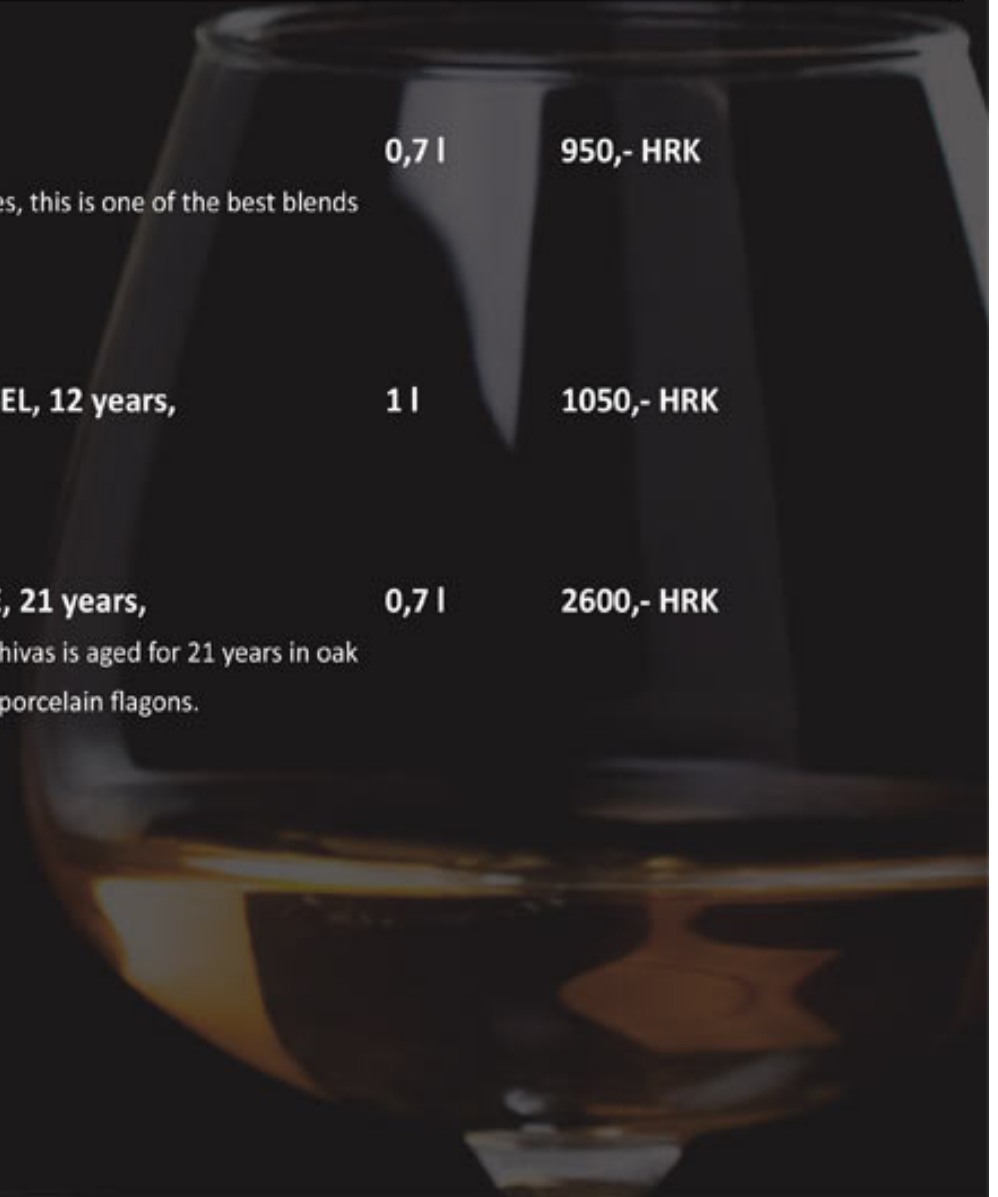 0,7 l 950,- HRK
es, this is one of the best blends
EL, 12 years, 1 l 1050,- HRK
, 21 years, 0,7 l 2600,- HRK
hivas is aged for 21 years in oak
porcelain flagons.